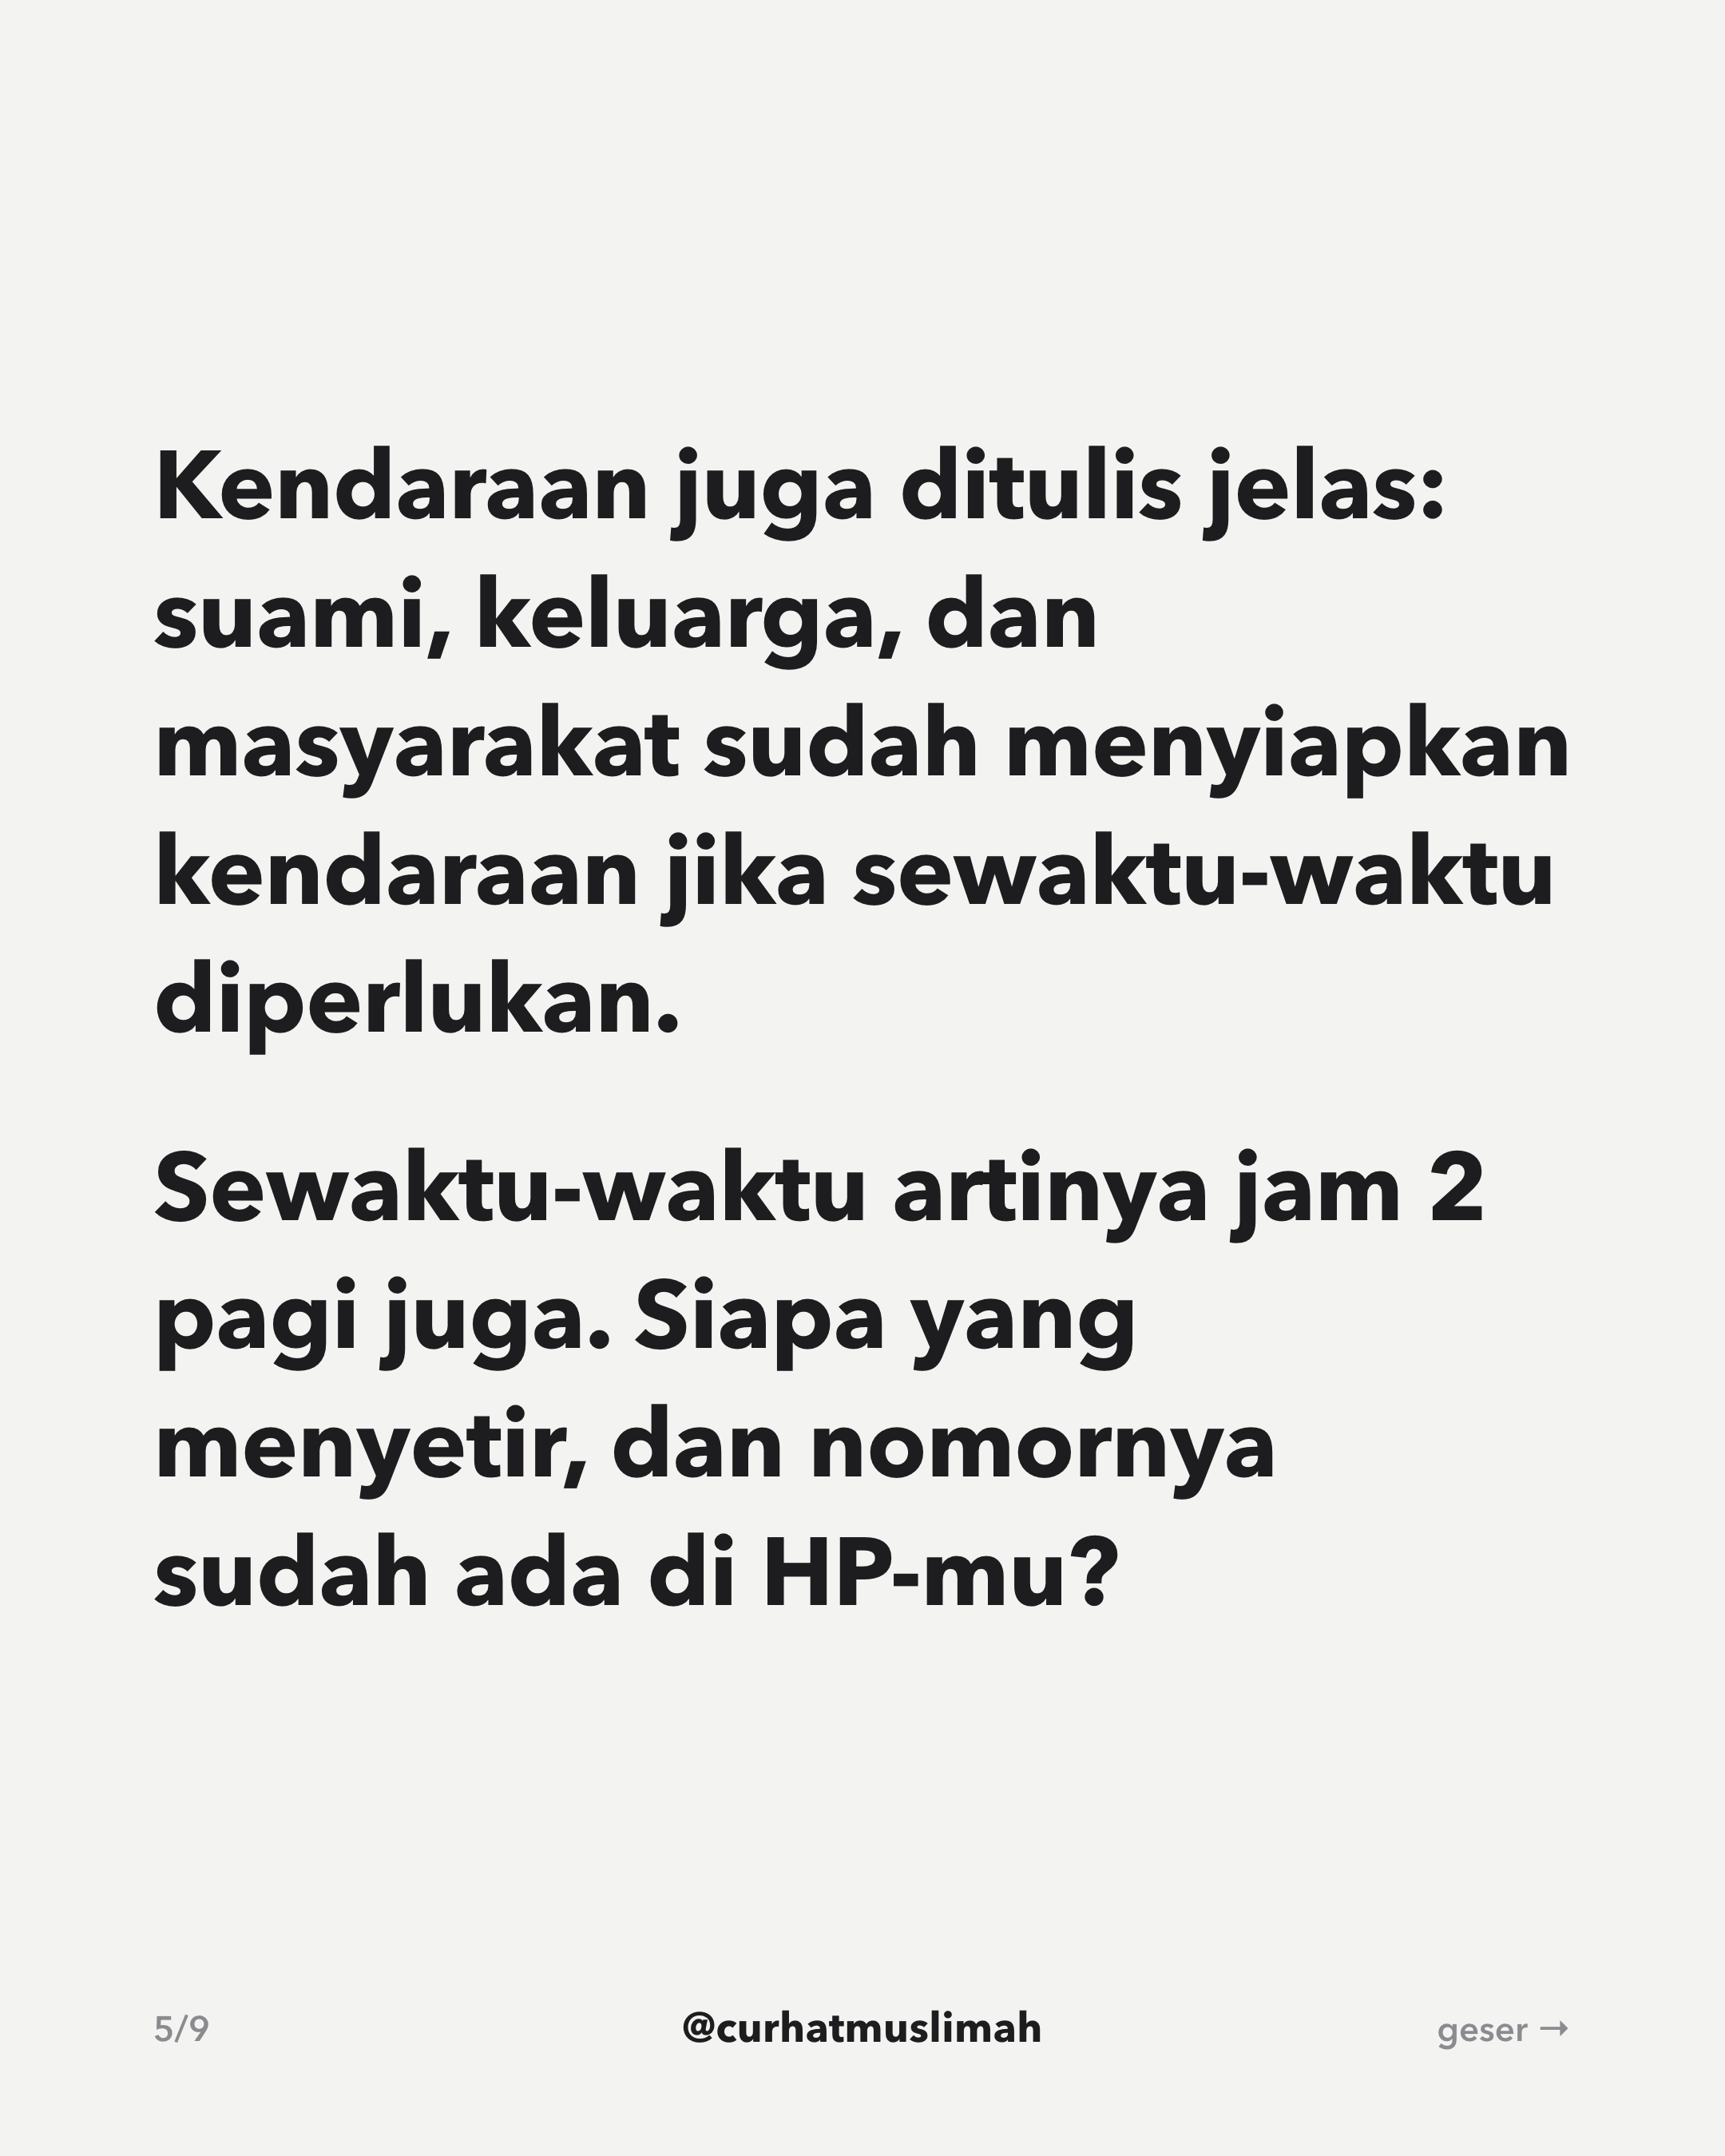 Kendaraan juga ditulis jelas:
suami, keluarga, dan
masyarakat sudah menyiapkan
kendaraan jika sewaktu-waktu
diperlukan.
Sewaktu-waktu artinya jam 2
pagi juga. Siapa yang
menyetir, dan nomornya
sudah ada di HP-mu?
5/9
@curhatmuslimah
geser →